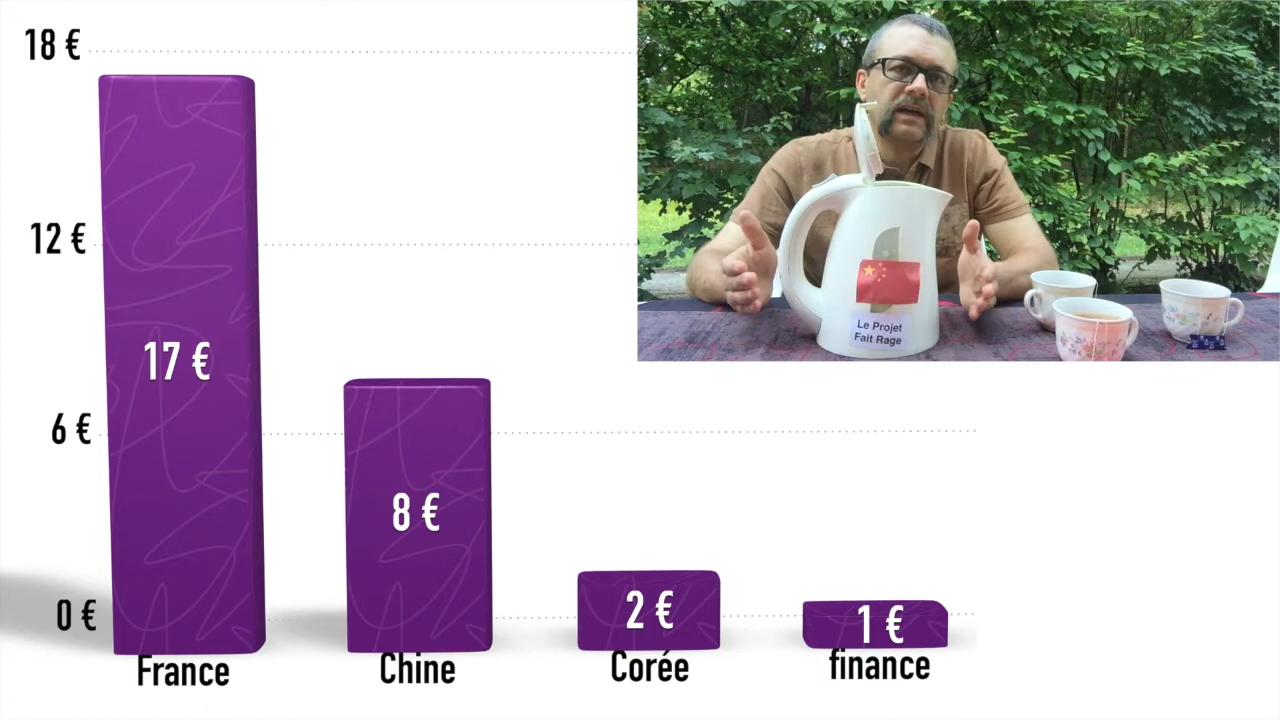 18 €
12 €
6 €
0 €
17 €
8 €
2 €
1 €
France
Chine
Corée
finance
Le Projet
Fait Rage